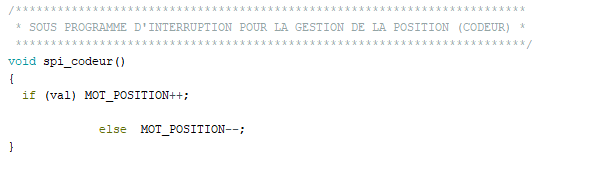 /*************************************************************************
* SOUS PROGRAMME D'INTERRUPTION POUR LA GESTION DE LA POSITION (CODEUR) *
*************************************************************************/
void spi_codeur()
{
if (val) MOT_POSITION++;
else MOT_POSITION--;
}